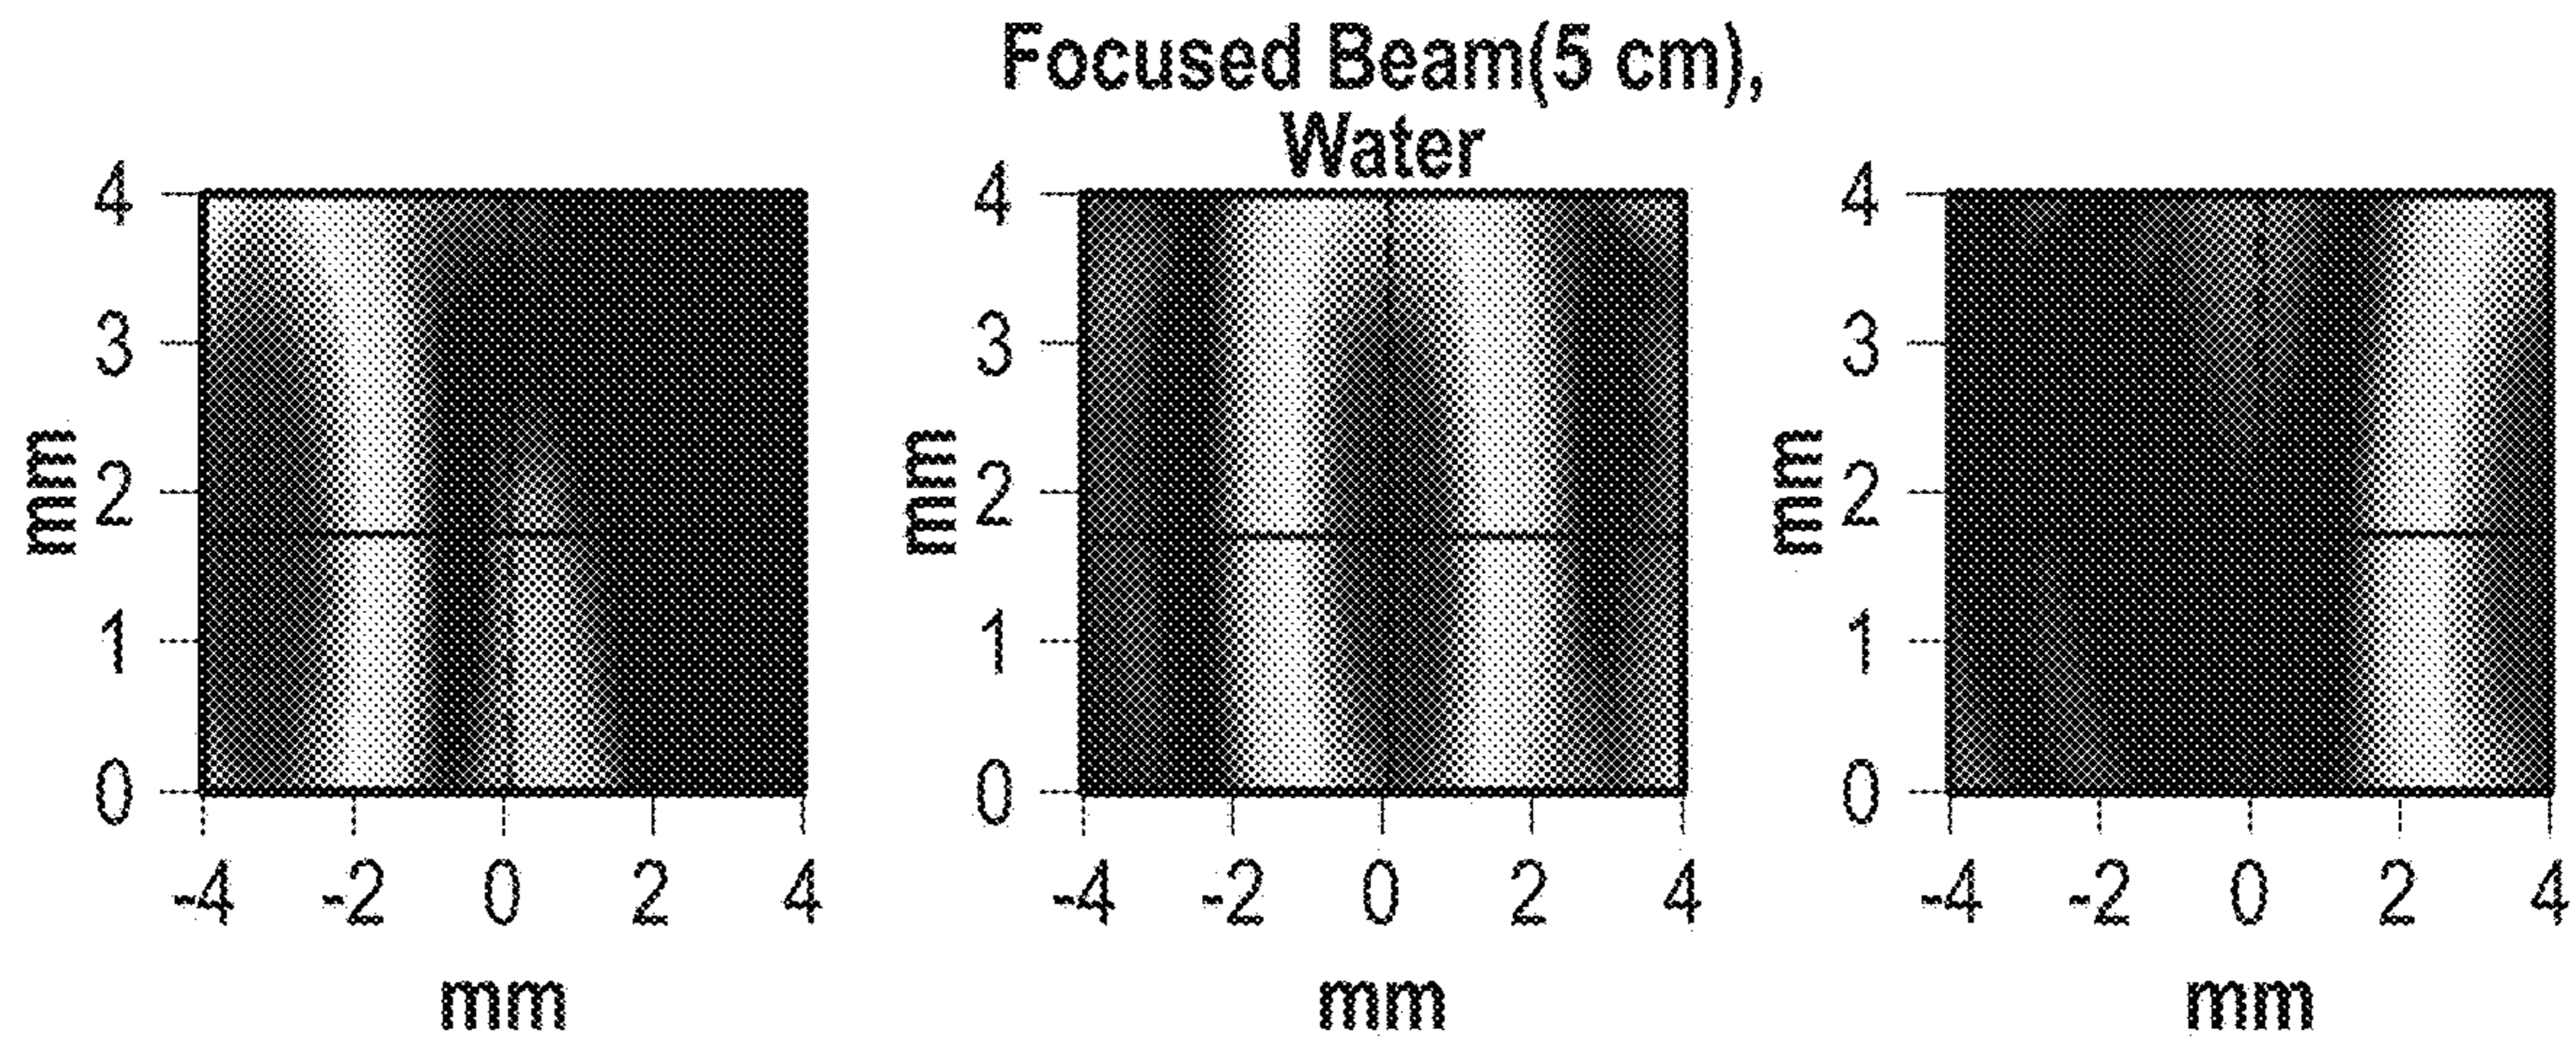 Focused Beam(5 cm),
Water
4 4 4
3 3 3
mm 2 mm 2 mm 2
1 1 1
0 0 0
-4 -2 0 2 4 -4 -2 0 2 4 -4 -2 0 2 4
mm mm mm